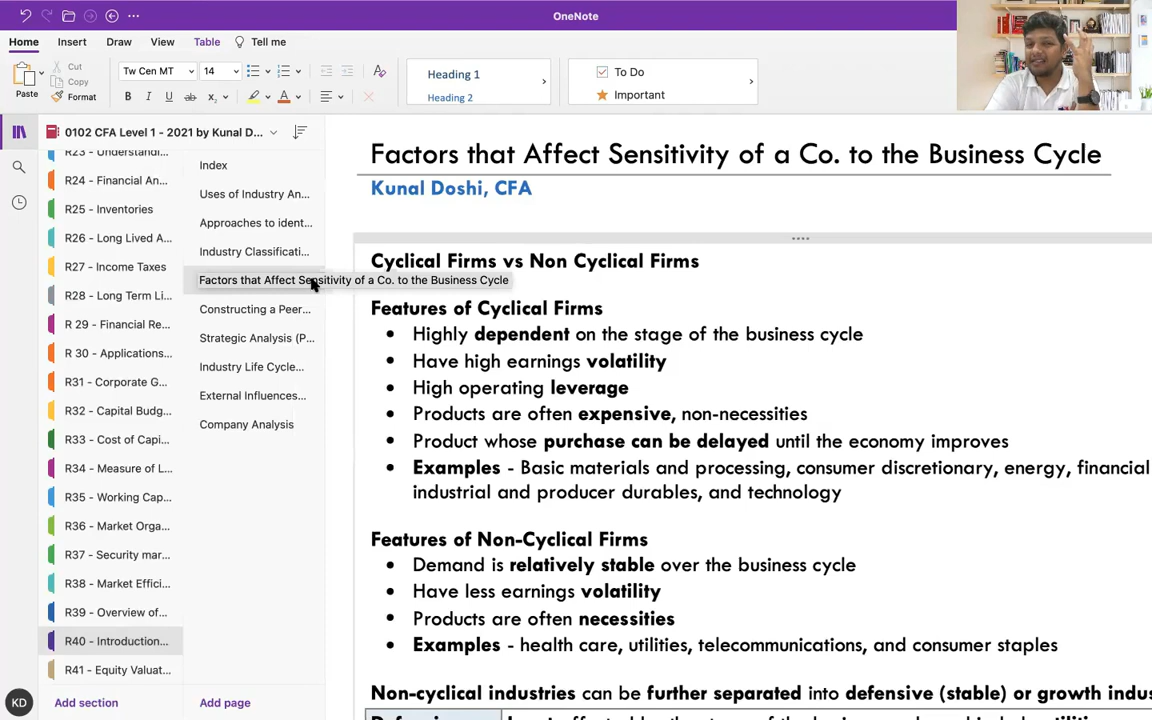 OneNote
Home Insert Draw View Table Tell me
Paste
Cut
Copy
Format
Tw Cen MT 14
B I U ab x₂ A
Heading 1
Heading 2
To Do
Important
0102 CFA Level 1 - 2021 by Kunal D...
R23 - Understandi...
R24 - Financial An...
R25 - Inventories
R26 - Long Lived A...
R27 - Income Taxes
R28 - Long Term Li...
R 29 - Financial Re...
R 30 - Applications...
R31 - Corporate G...
R32 - Capital Budg...
R33 - Cost of Capi...
R34 - Measure of L...
R35 - Working Cap...
R36 - Market Orga...
R37 - Security mar...
R38 - Market Effici...
R39 - Overview of...
R40 - Introduction...
R41 - Equity Valuat...
KD
Add section
Index
Uses of Industry An...
Approaches to ident...
Industry Classificati...
Factors that Affect Sensitivity of a Co. to the Business Cycle
Constructing a Peer...
Strategic Analysis (P...
Industry Life Cycle...
External Influences...
Company Analysis
Add page
Factors that Affect Sensitivity of a Co. to the Business Cycle
Kunal Doshi, CFA
Cyclical Firms vs Non Cyclical Firms
Features of Cyclical Firms
• Highly dependent on the stage of the business cycle
• Have high earnings volatility
• High operating leverage
• Products are often expensive, non-necessities
• Product whose purchase can be delayed until the economy improves
• Examples - Basic materials and processing, consumer discretionary, energy, financial
industrial and producer durables, and technology
Features of Non-Cyclical Firms
• Demand is relatively stable over the business cycle
• Have less earnings volatility
• Products are often necessities
• Examples - health care, utilities, telecommunications, and consumer staples
Non-cyclical industries can be further separated into defensive (stable) or growth indus